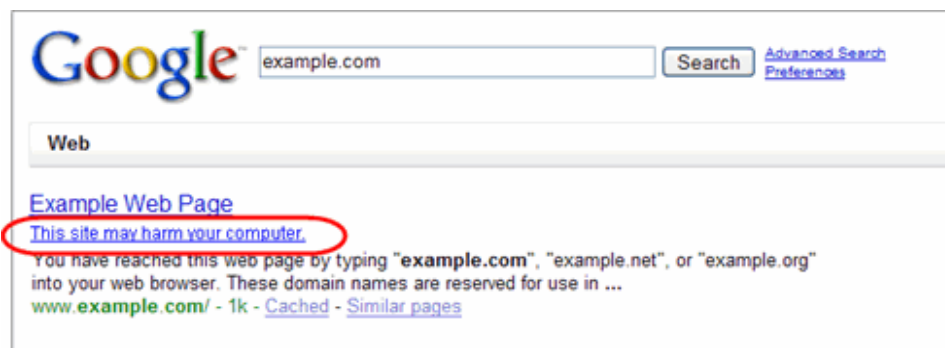 Google™ example.com Search Advanced Search
Preferences
Web
Example Web Page
This site may harm your computer.
You have reached this web page by typing "example.com", "example.net", or "example.org"
into your web browser. These domain names are reserved for use in ...
www.example.com/ - 1k - Cached - Similar pages